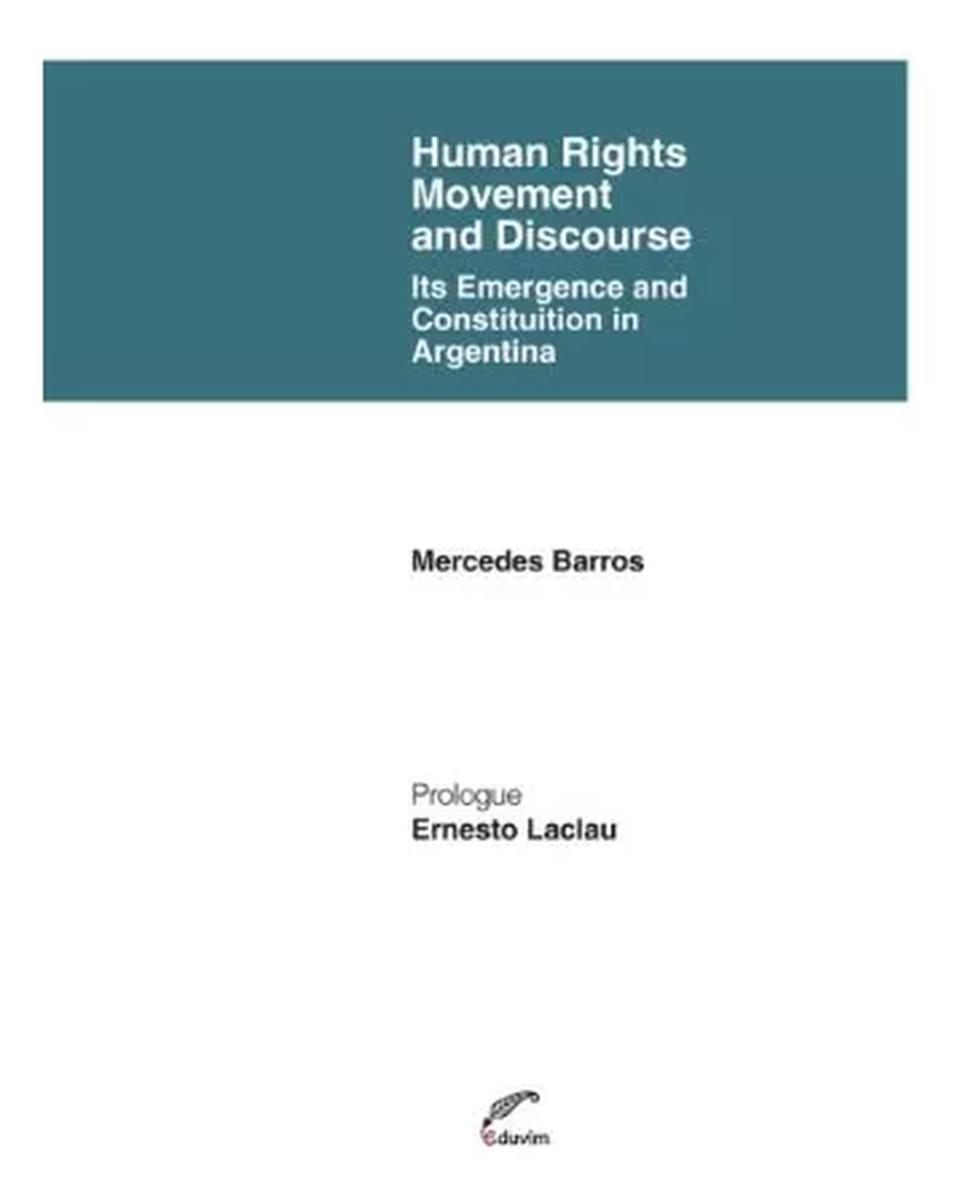 Human Rights
Movement
and Discourse
Its Emergence and
Constituition in
Argentina
Mercedes Barros
Prologue
Ernesto Laclau
eduvim